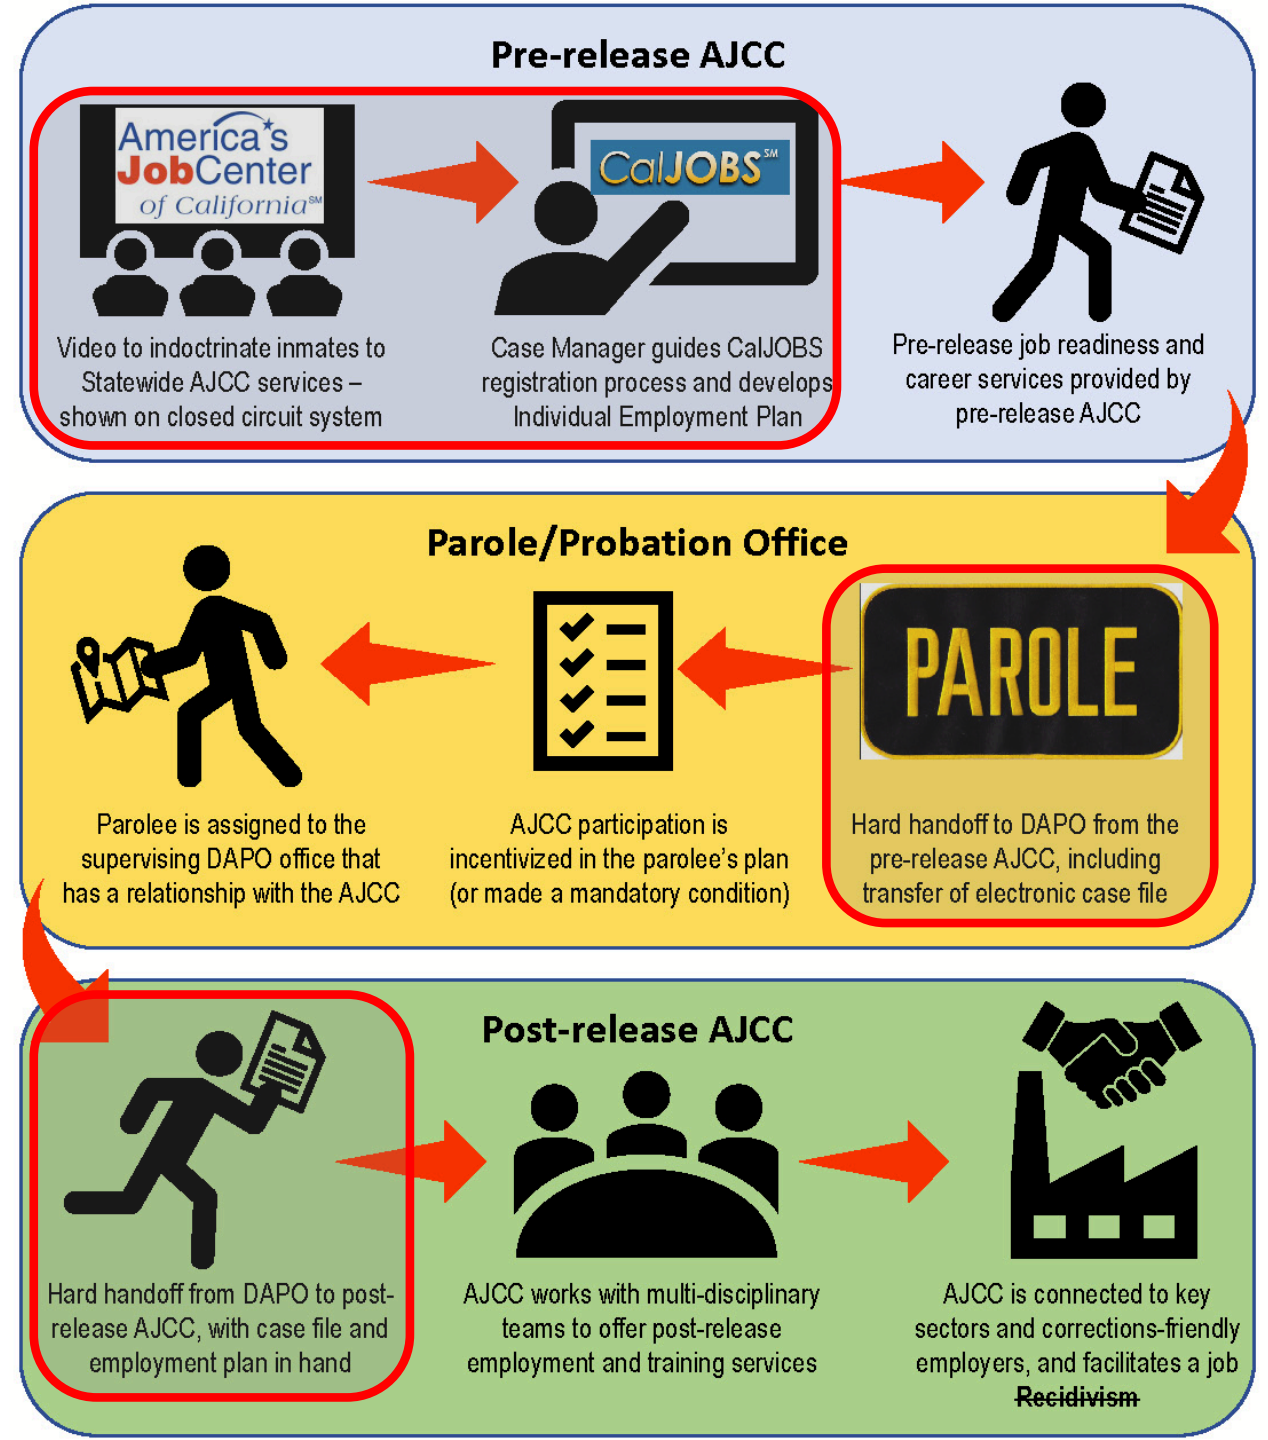 Pre-release AJCC
America's
JobCenter
of California℠
CalJOBS℠
Video to indoctrinate inmates to
Statewide AJCC services –
shown on closed circuit system
Case Manager guides CalJOBS
registration process and develops
Individual Employment Plan
Pre-release job readiness and
career services provided by
pre-release AJCC
Parole/Probation Office
PAROLE
Parolee is assigned to the
supervising DAPO office that
has a relationship with the AJCC
AJCC participation is
incentivized in the parolee's plan
(or made a mandatory condition)
Hard handoff to DAPO from the
pre-release AJCC, including
transfer of electronic case file
Post-release AJCC
Hard handoff from DAPO to post-
release AJCC, with case file and
employment plan in hand
AJCC works with multi-disciplinary
teams to offer post-release
employment and training services
AJCC is connected to key
sectors and corrections-friendly
employers, and facilitates a job
Recidivism